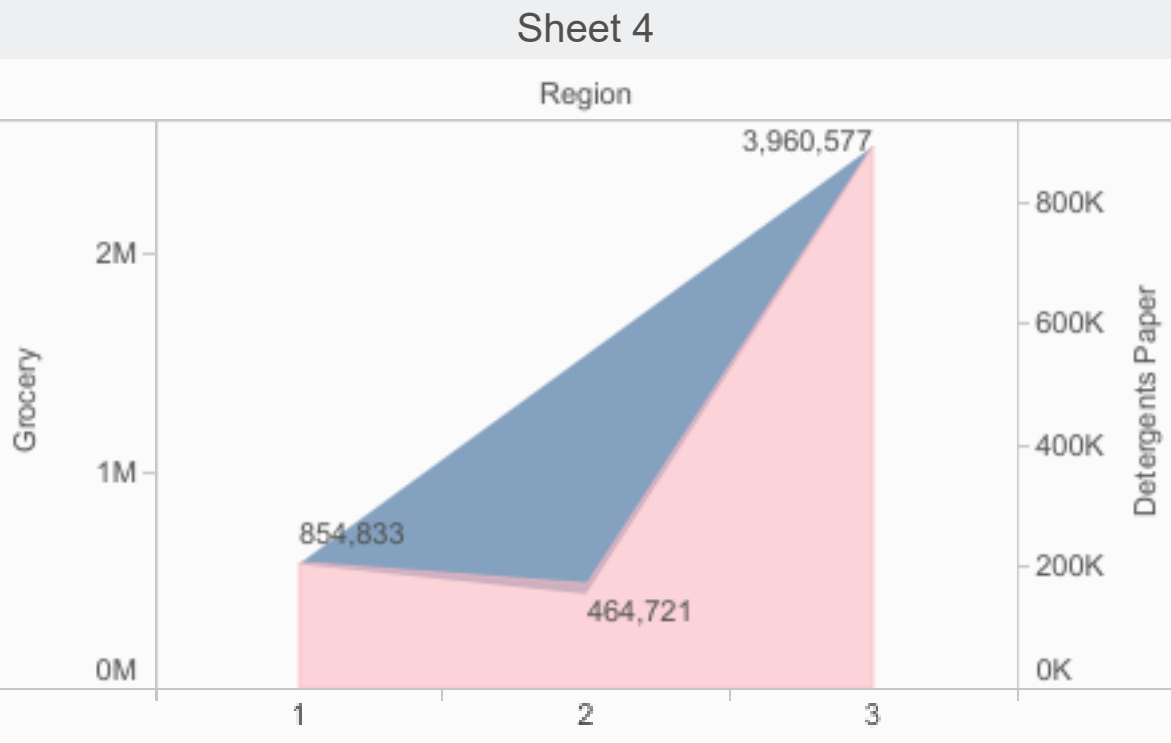 Sheet 4
Region
3,960,577
800K
2M
600K
Grocery
Detergents Paper
400K
1M
854,833
200K
464,721
0M
0K
1
2
3